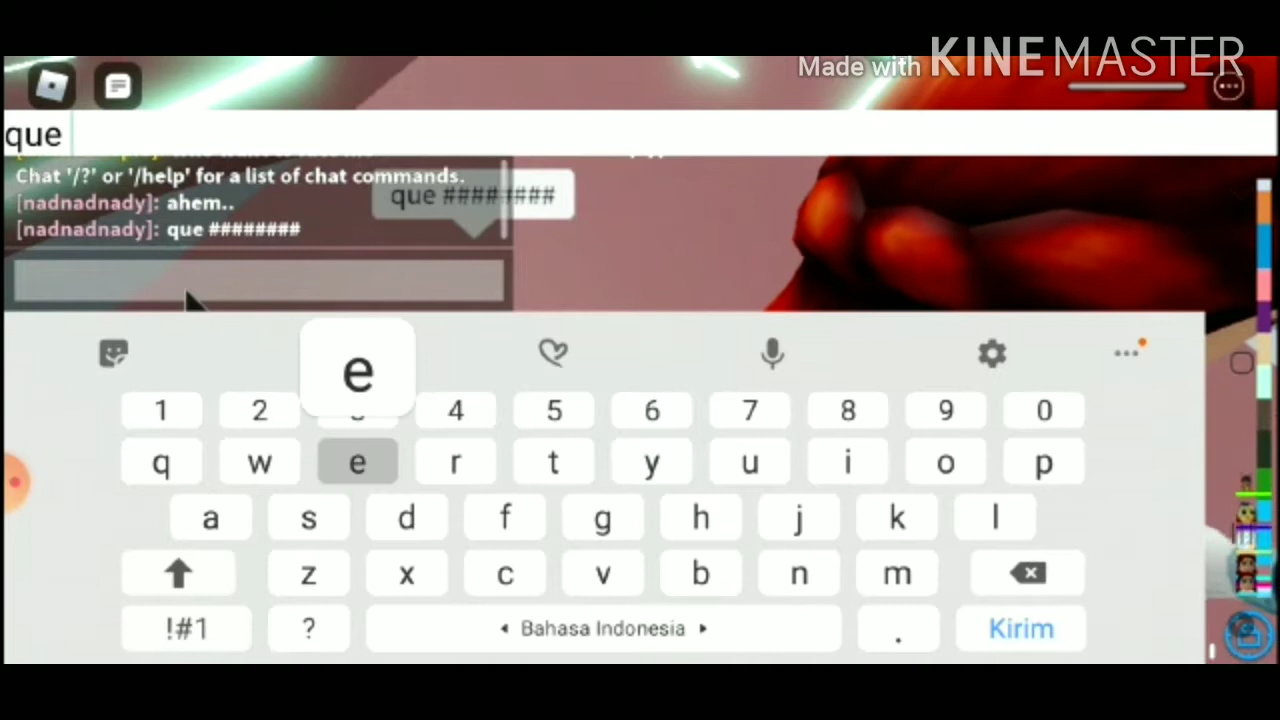 Made with KINEMASTER
que
Chat '/?' or '/help' for a list of chat commands.
que ########
[nadnadnady]: ahem..
[nadnadnady]: que ########
e
1 2 4 5 6 7 8 9 0
q w e r t y u i o p
a s d f g h j k l
z x c v b n m
!#1 ? Bahasa Indonesia . Kirim